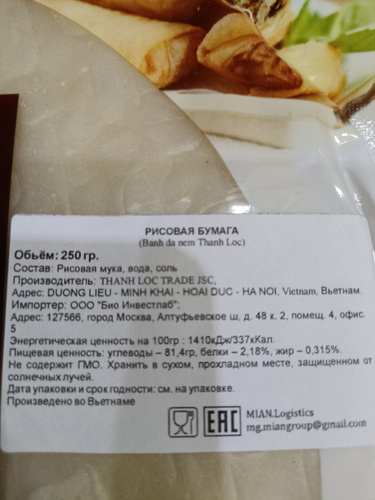 РИСОВАЯ БУМАГА
(Banh da nem Thanh Loc)
Обьём: 250 гр.
Состав: Рисовая мука, вода, соль
Производитель: THANH LOC TRADE JSC,
Адрес: DUONG LIEU - MINH KHAI - HOAI DUC - HA NOI, Vietnam, Вьетнам.
Импортер: ООО "Био Инвестлаб";
Адрес: 127566, город Москва, Алтуфьевское ш, д. 48 к. 2, помещ. 4, офис.
5
Энергетическая ценность на 100гр : 1410кДж/337кКал.
Пищевая ценность: углеводы – 81,4гр, белки – 2,18%, жир – 0,315%.
Не содержит ГМО. Хранить в сухом, прохладном месте, защищенном от
солнечных лучей.
Дата упаковки и срок годности: см. на упаковке.
Произведено во Вьетнаме
EAC
MIAN.Logistics
mg.miangroup@gmail.com